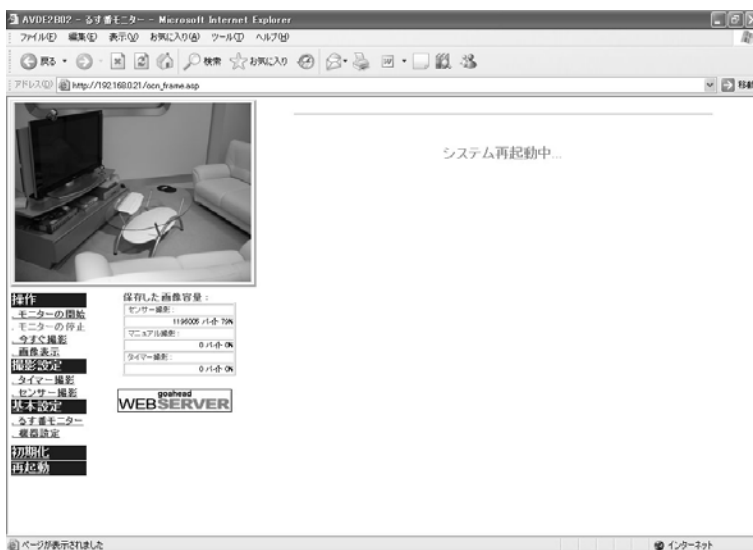 AVDE2B02 - るす番モニター - Microsoft Internet Explorer
ファイル(F) 編集(E) 表示(V) お気に入り(A) ツール(T) ヘルプ(H)
戻る 検索 お気に入り
アドレス(D) http://192.168.0.21/ocn_frame.asp 移動
システム再起動中...
操作
モニターの開始
モニターの停止
今すぐ撮影
画像表示
撮影設定
タイマー撮影
センサー撮影
基本設定
るす番モニター
機器設定
初期化
再起動
保存した画像容量:
センサー撮影:
1196005 バイト 79%
マニュアル撮影:
0 バイト 0%
タイマー撮影:
0 バイト 0%
goahead
WEBSERVER
ページが表示されました インターネット